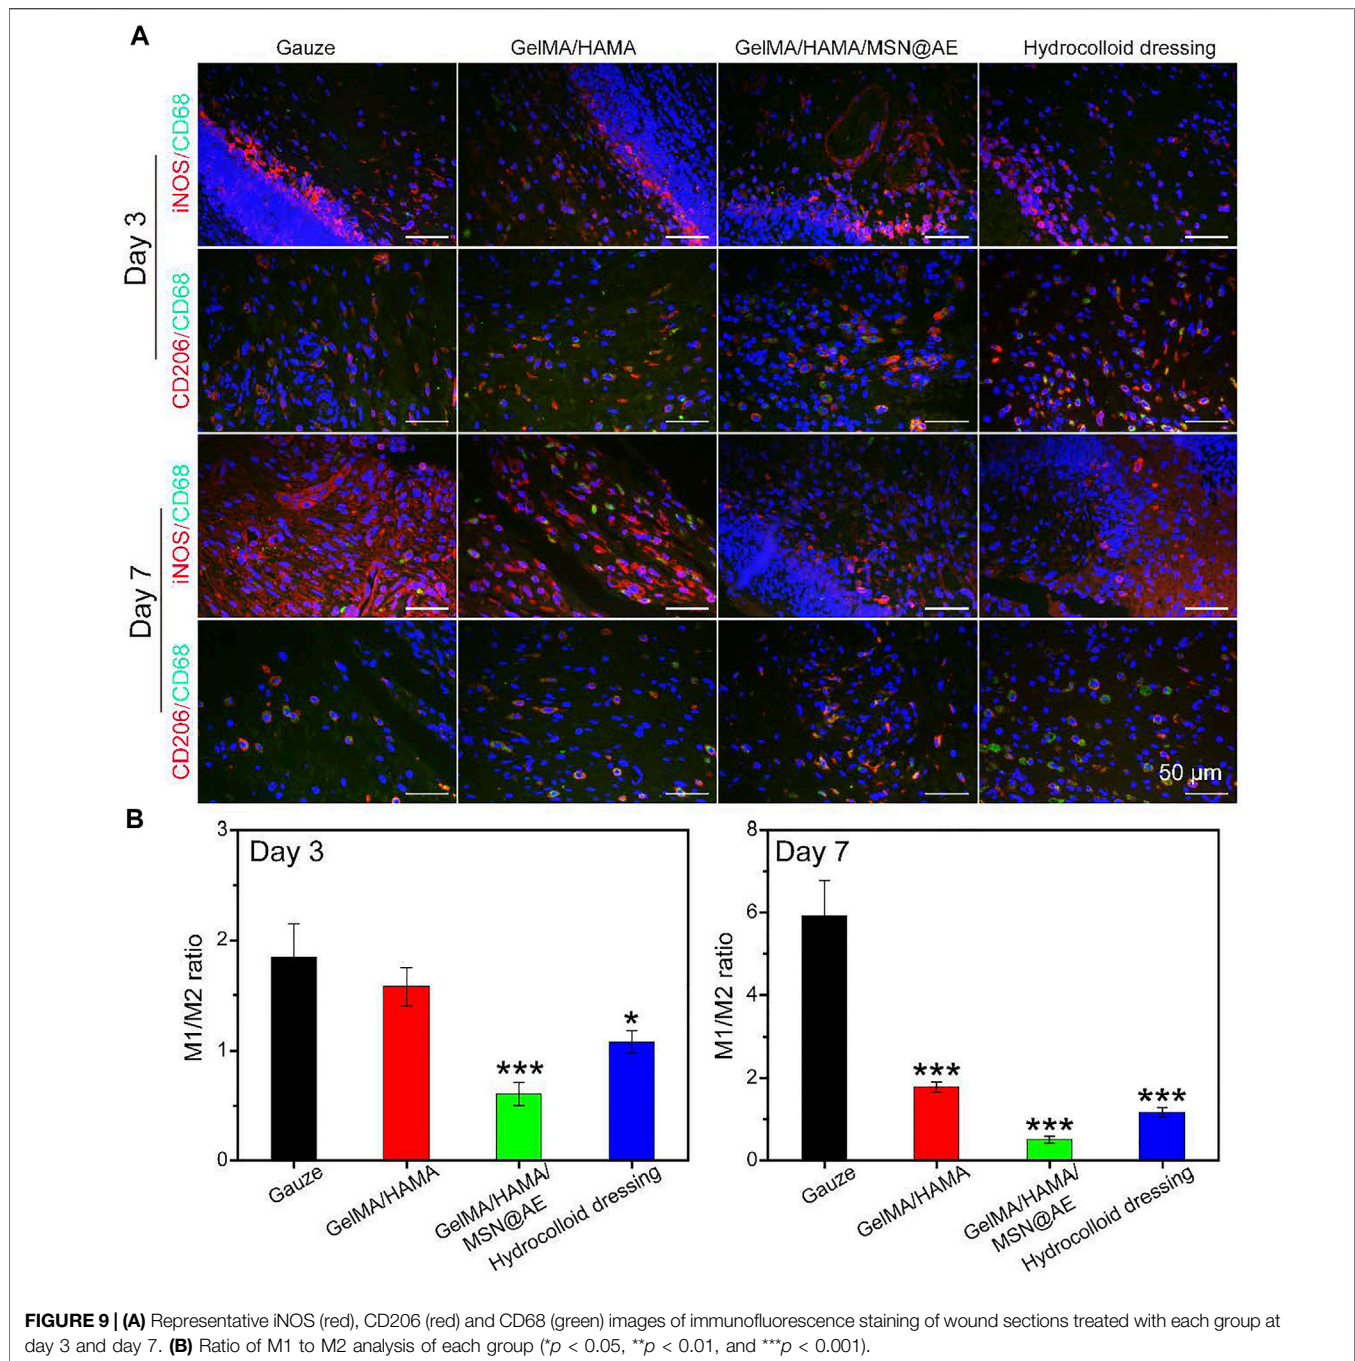 A
Gauze GelMA/HAMA GelMA/HAMA/MSN@AE Hydrocolloid dressing
Day 3
iNOS/CD68
CD206/CD68
Day 7
iNOS/CD68
CD206/CD68
50 µm
B
Day 3
M1/M2 ratio
3
2
1
0
Gauze
GelMA/HAMA
GelMA/HAMA/
MSN@AE
Hydrocolloid dressing
***
*
Day 7
M1/M2 ratio
8
6
4
2
0
Gauze
GelMA/HAMA
GelMA/HAMA/
MSN@AE
Hydrocolloid dressing
***
***
***
FIGURE 9 | (A) Representative iNOS (red), CD206 (red) and CD68 (green) images of immunofluorescence staining of wound sections treated with each group at
day 3 and day 7. (B) Ratio of M1 to M2 analysis of each group (*p < 0.05, **p < 0.01, and ***p < 0.001).